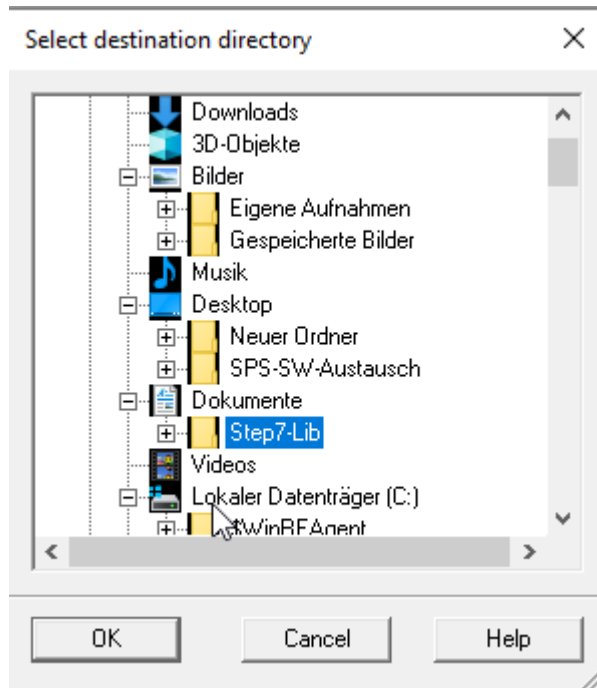 Select destination directory
Downloads
3D-Objekte
Bilder
Eigene Aufnahmen
Gespeicherte Bilder
Musik
Desktop
Neuer Ordner
SPS-SW-Austausch
Dokumente
Step7-Lib
Videos
Lokaler Datenträger (C:)
$WinREAgent
OK
Cancel
Help